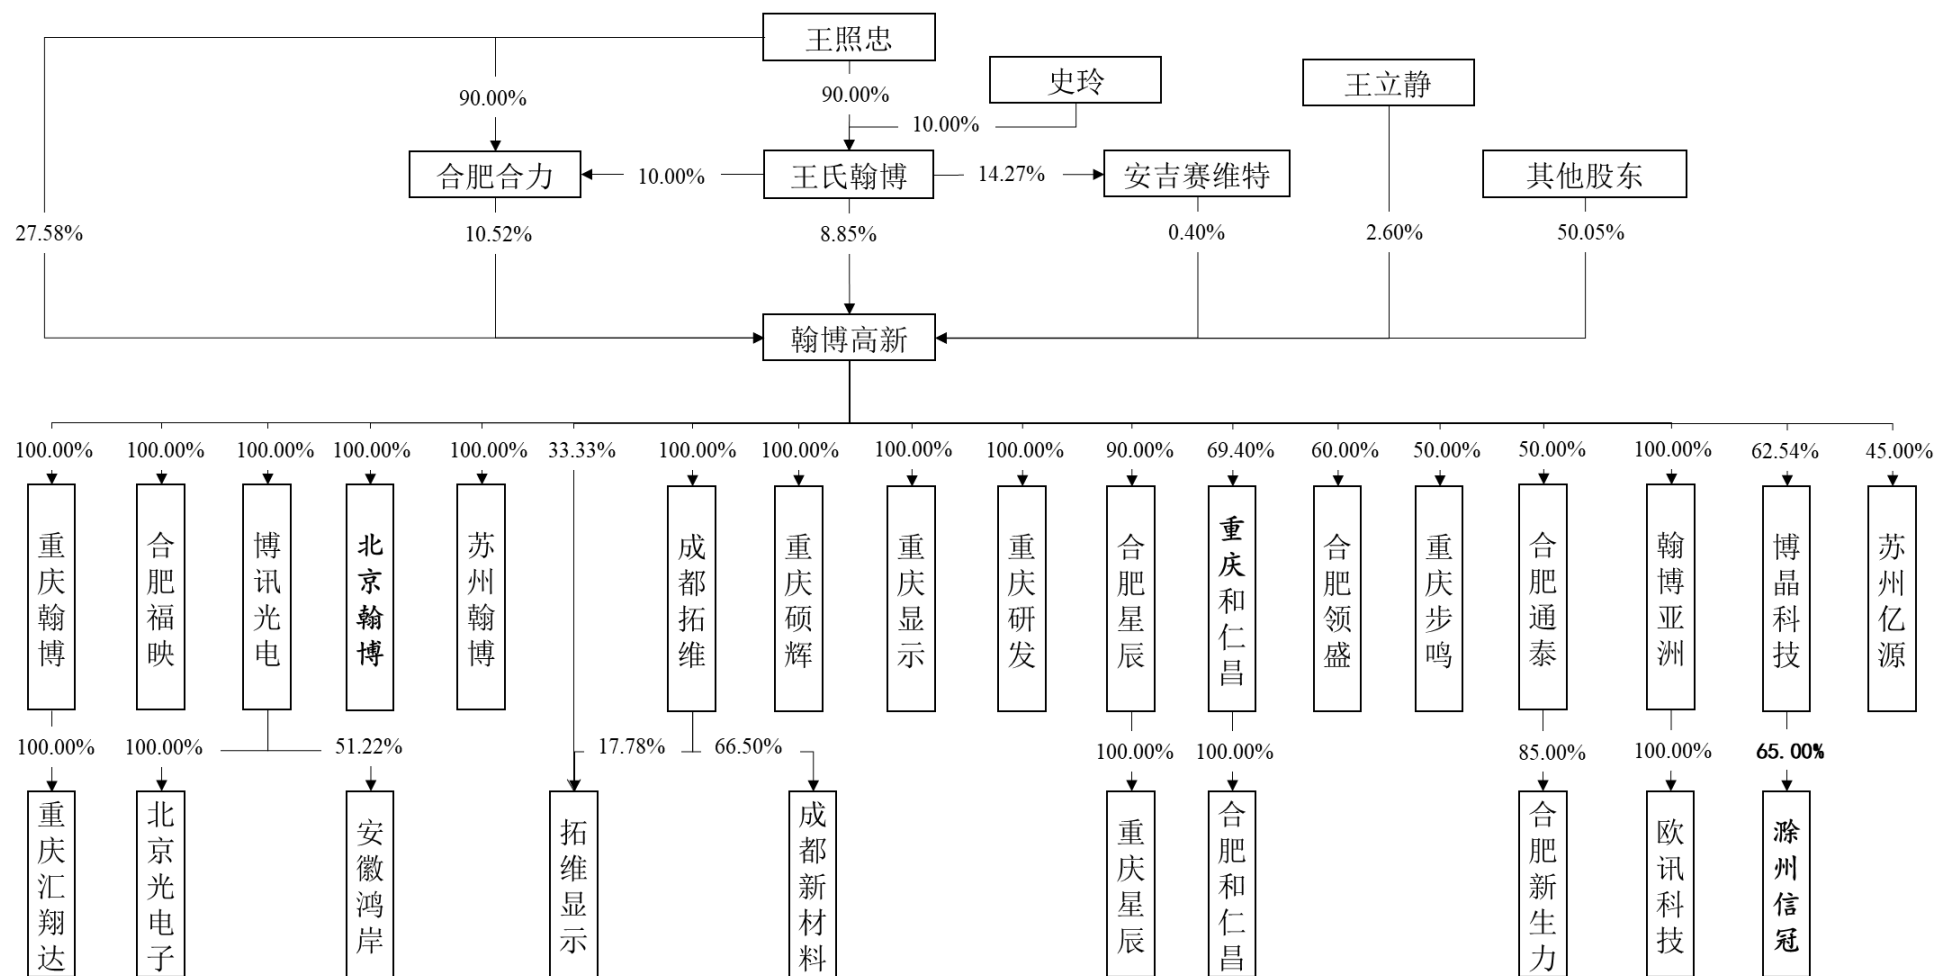 王照忠
史玲
王立静
90.00%
90.00%
10.00%
合肥合力
10.00%
王氏翰博
14.27%
安吉赛维特
其他股东
27.58%
10.52%
8.85%
0.40%
2.60%
50.05%
翰博高新
100.00%
100.00%
100.00%
100.00%
100.00%
33.33%
100.00%
100.00%
100.00%
100.00%
90.00%
69.40%
60.00%
50.00%
50.00%
100.00%
62.54%
45.00%
重庆翰博
合肥福映
博讯光电
北京翰博
苏州翰博
成都拓维
重庆硕辉
重庆显示
重庆研发
合肥星辰
重庆和仁昌
合肥领盛
重庆步鸣
合肥通泰
翰博亚洲
博晶科技
苏州亿源
100.00%
100.00%
51.22%
17.78%
66.50%
100.00%
100.00%
85.00%
100.00%
65.00%
重庆汇翔达
北京光电子
安徽鸿岸
拓维显示
成都新材料
重庆星辰
合肥和仁昌
合肥新生力
欧讯科技
滁州信冠